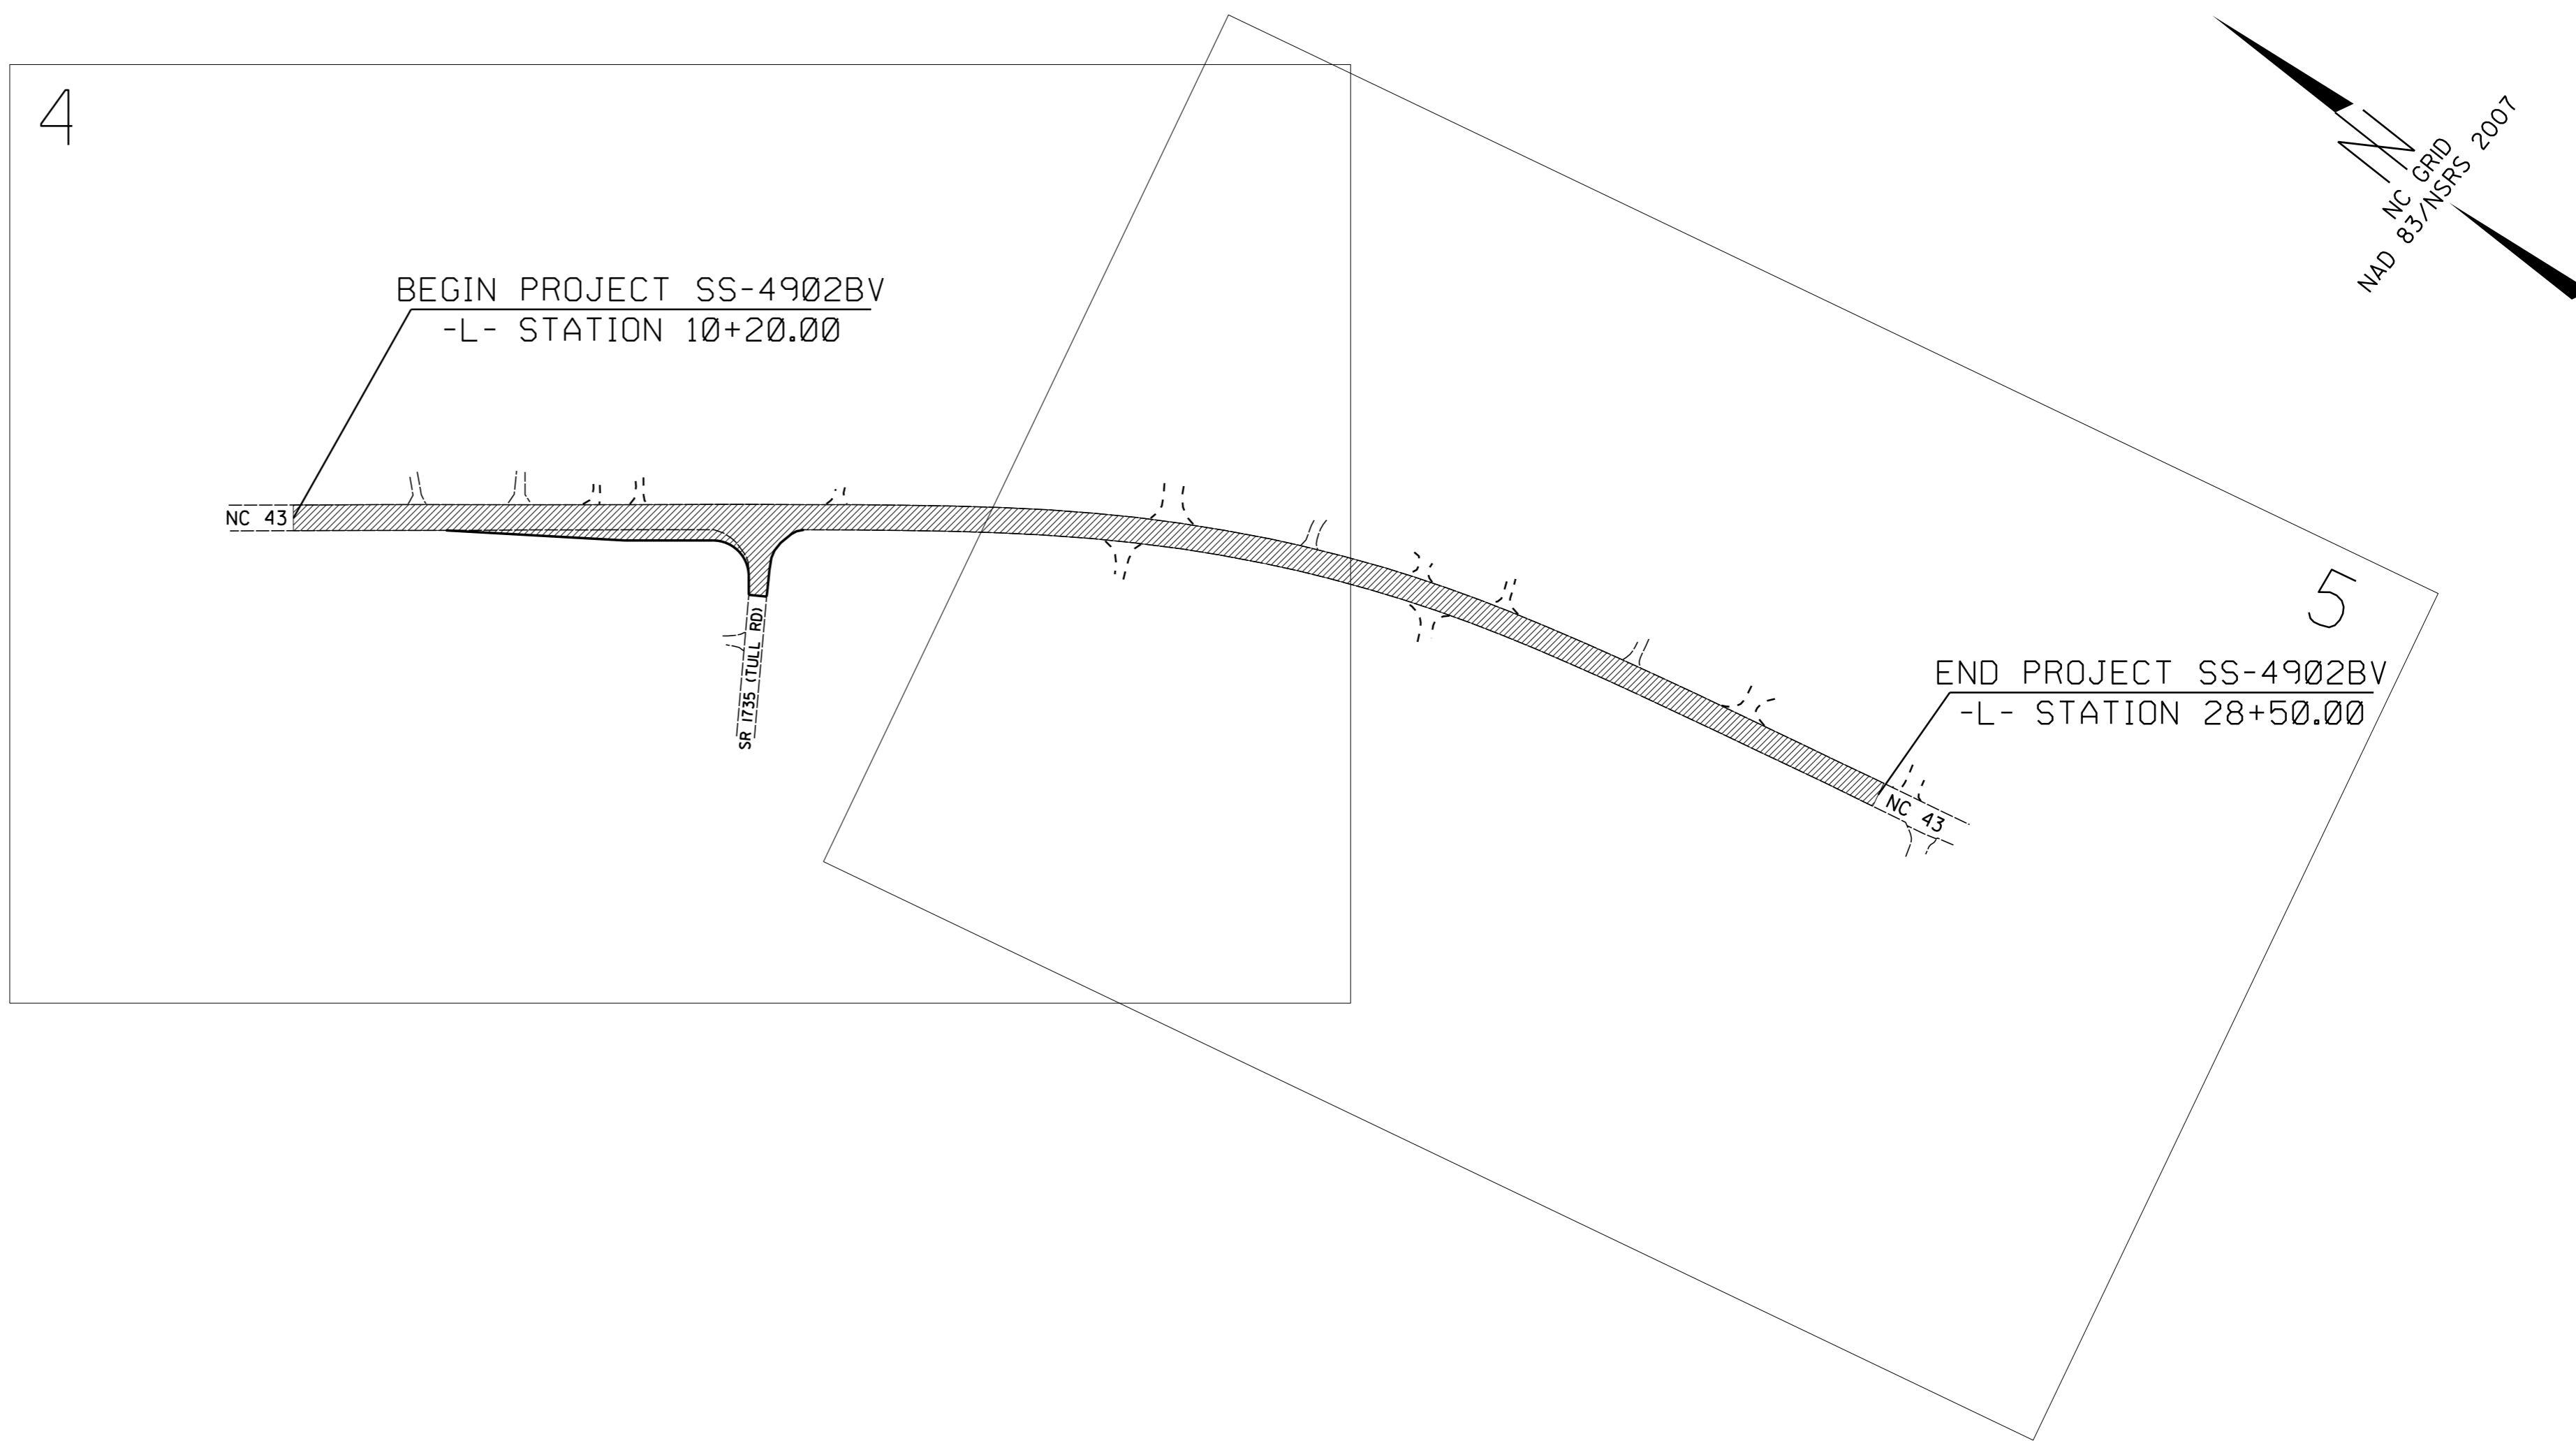 4
BEGIN PROJECT SS-4902BV
-L- STATION 10+20.00
NC 43
SR 1735 (TULL RD)
N
NC GRID
NAD 83/NSRS 2007
5
END PROJECT SS-4902BV
-L- STATION 28+50.00
NC 43